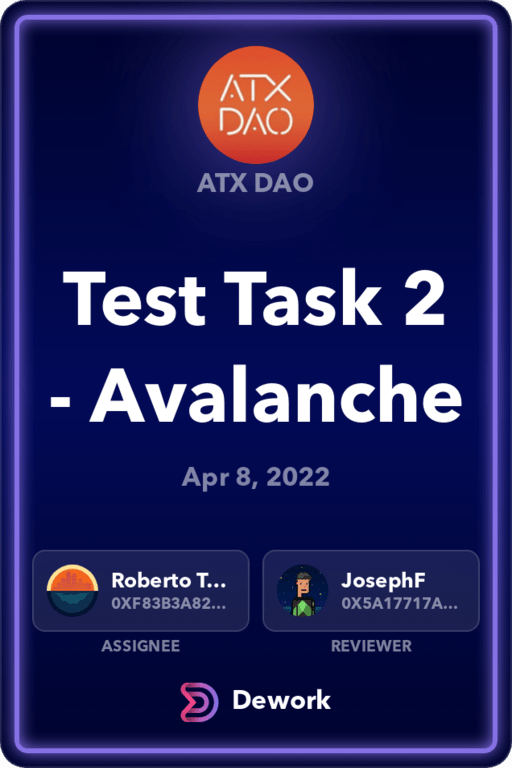 ATX
DAO
ATX DAO
Test Task 2
- Avalanche
Apr 8, 2022
Roberto T...
0XF83B3A82...
ASSIGNEE
JosephF
0X5A17717A...
REVIEWER
Dework